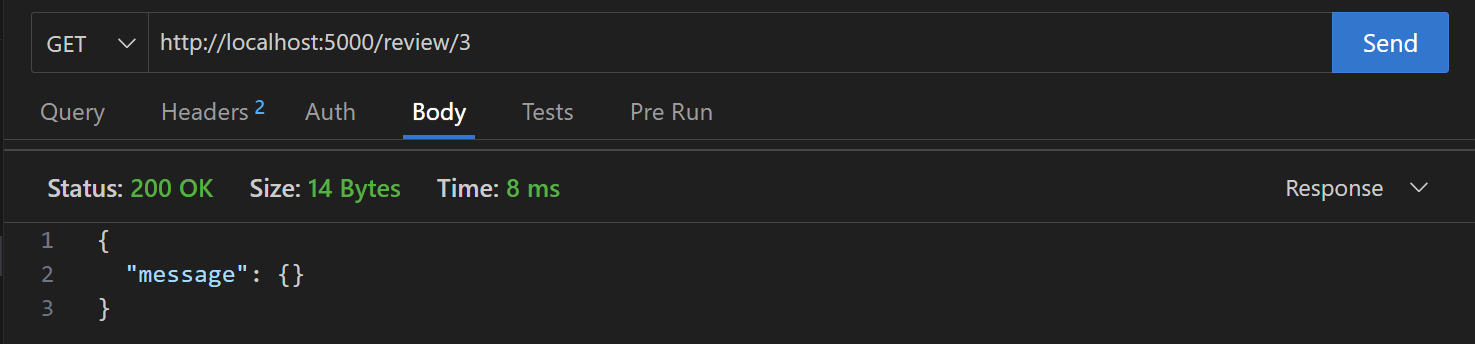 GET http://localhost:5000/review/3 Send
Query Headers 2 Auth Body Tests Pre Run
Status: 200 OK Size: 14 Bytes Time: 8 ms Response
1 {
2 "message": {}
3 }